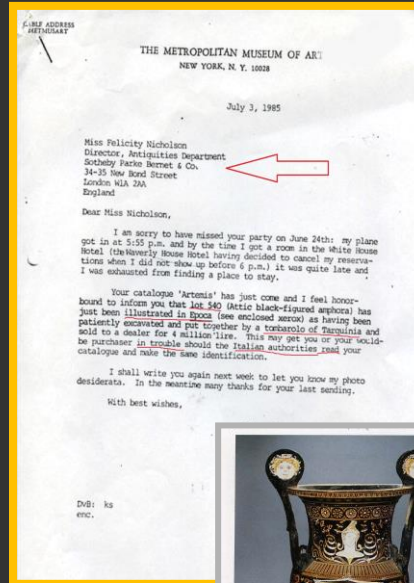 CABLE ADDRESS
METMUSART
THE METROPOLITAN MUSEUM OF ART
NEW YORK, N. Y. 10028
July 3, 1985
Miss Felicity Nicholson
Director, Antiquities Department
Sotheby Parke Bernet & Co.
34-35 New Bond Street
London W1A 2AA
England
Dear Miss Nicholson,
I am sorry to have missed your party on June 24th: my plane
got in at 5:55 p.m. and by the time I got a room in the White House
Hotel (the Waverly House Hotel having decided to cancel my reserva-
tions when I did not show up before 6 p.m.) it was quite late and
I was exhausted from finding a place to stay.
Your catalogue 'Artemis' has just come and I feel honor-
bound to inform you that lot 540 (Attic black-figured amphora) has
just been illustrated in Epoca (see enclosed xerox) as having been
patiently excavated and put together by a tombarolo of Tarquinia and
sold to a dealer for 4 million lire. This may get you or your would-
be purchaser in trouble should the Italian authorities read your
catalogue and make the same identification.
I shall write you again next week to let you know my photo
desiderata. In the meantime many thanks for your last sending.
With best wishes,
DvB: ks
enc.